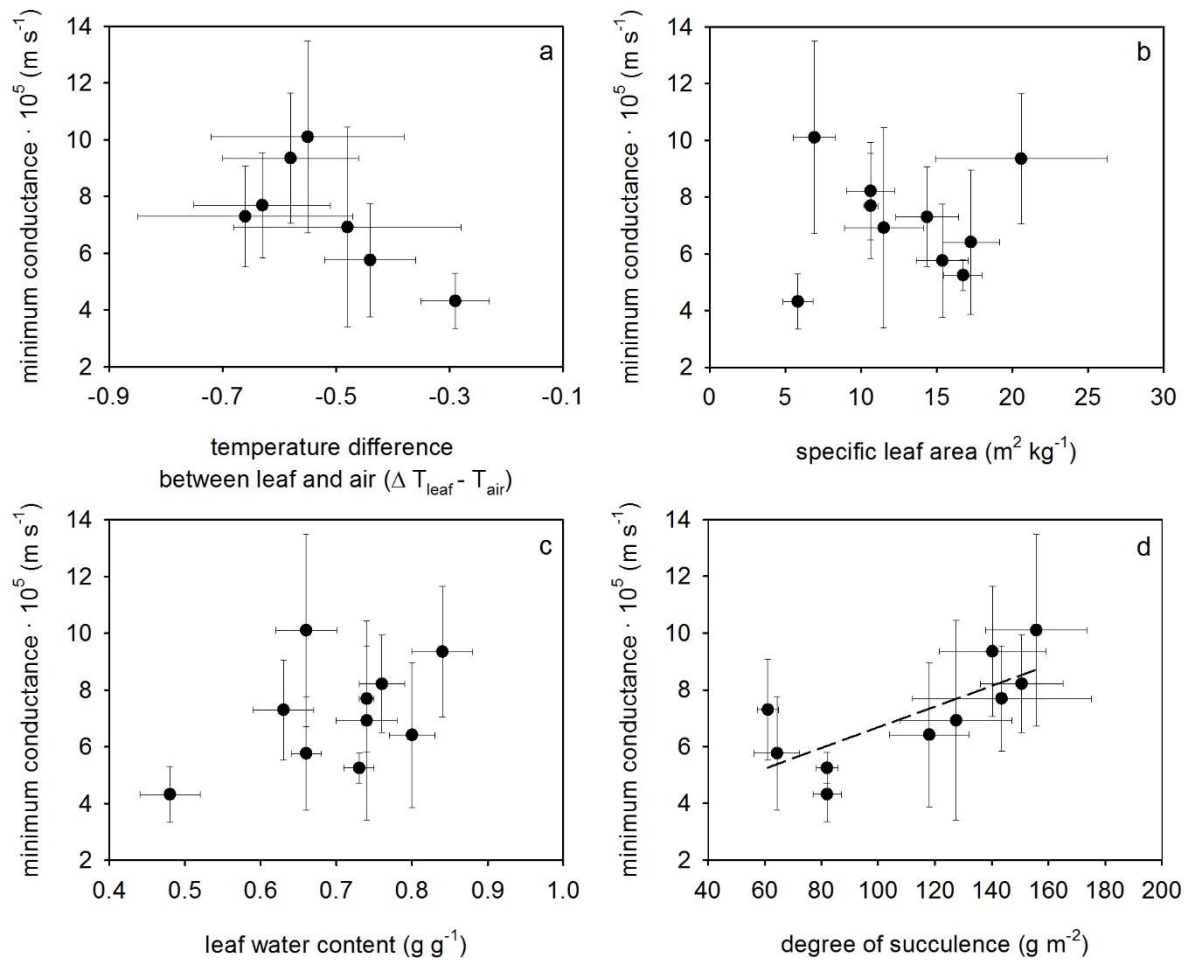 a
minimum conductance · 10⁵ (m s⁻¹)
14
12
10
8
6
4
2
-0.9 -0.7 -0.5 -0.3 -0.1
temperature difference
between leaf and air (Δ T_leaf - T_air)
b
minimum conductance · 10⁵ (m s⁻¹)
14
12
10
8
6
4
2
0 5 10 15 20 25 30
specific leaf area (m² kg⁻¹)
c
minimum conductance · 10⁵ (m s⁻¹)
14
12
10
8
6
4
2
0.4 0.5 0.6 0.7 0.8 0.9 1.0
leaf water content (g g⁻¹)
d
minimum conductance · 10⁵ (m s⁻¹)
14
12
10
8
6
4
2
40 60 80 100 120 140 160 180 200
degree of succulence (g m⁻²)